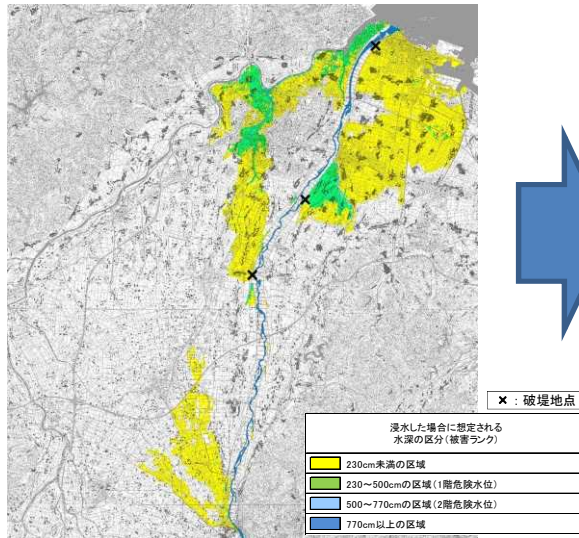 ×：破堤地点
浸水した場合に想定される
水深の区分（被害ランク）
230cm未満の区域
230～500cmの区域（1階危険水位）
500～770cmの区域（2階危険水位）
770cm以上の区域